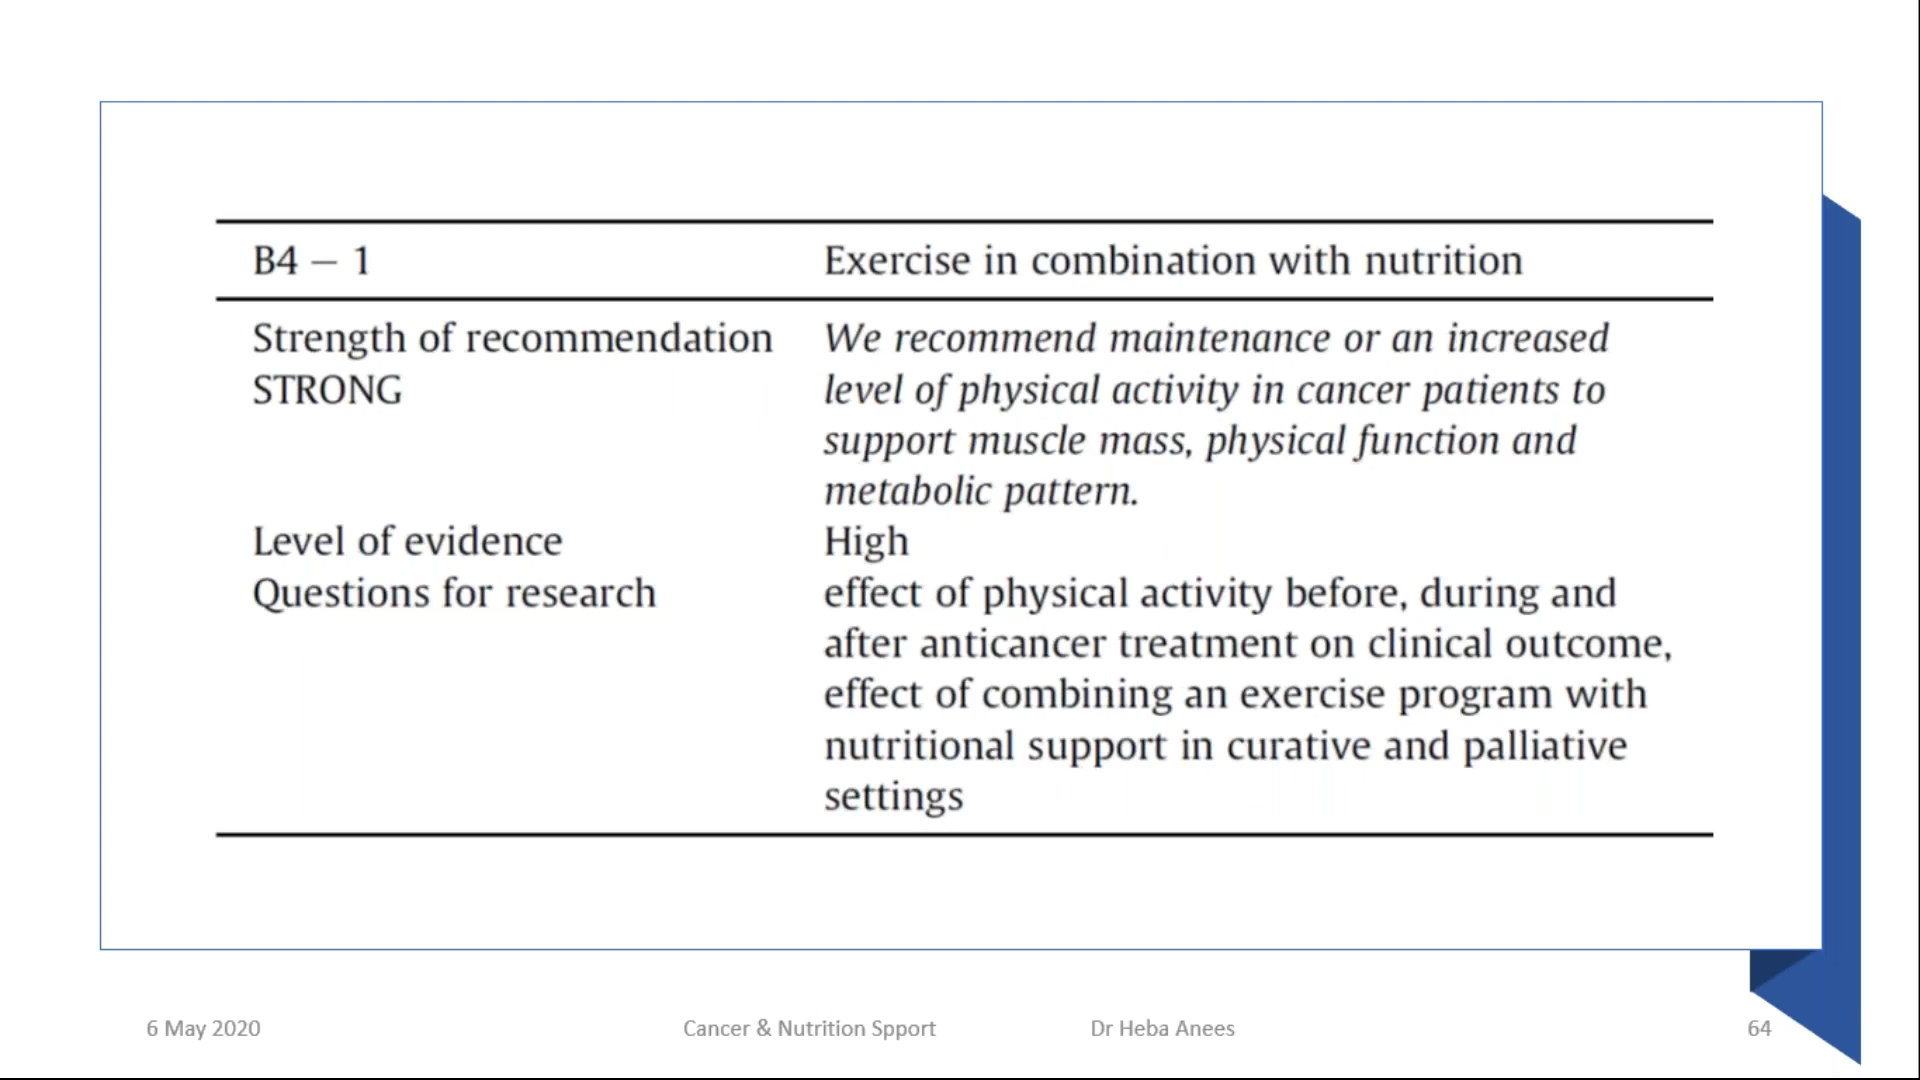 B4 — 1
Exercise in combination with nutrition
Strength of recommendation
STRONG
We recommend maintenance or an increased
level of physical activity in cancer patients to
support muscle mass, physical function and
metabolic pattern.
Level of evidence
High
Questions for research
effect of physical activity before, during and
after anticancer treatment on clinical outcome,
effect of combining an exercise program with
nutritional support in curative and palliative
settings
6 May 2020
Cancer & Nutrition Spport
Dr Heba Anees
64